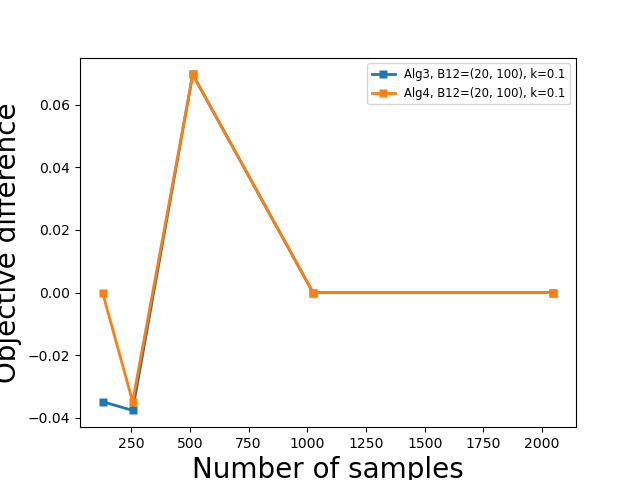 Alg3, B12=(20, 100), k=0.1
Alg4, B12=(20, 100), k=0.1
Objective difference
0.06
0.04
0.02
0.00
−0.02
−0.04
250 500 750 1000 1250 1500 1750 2000
Number of samples